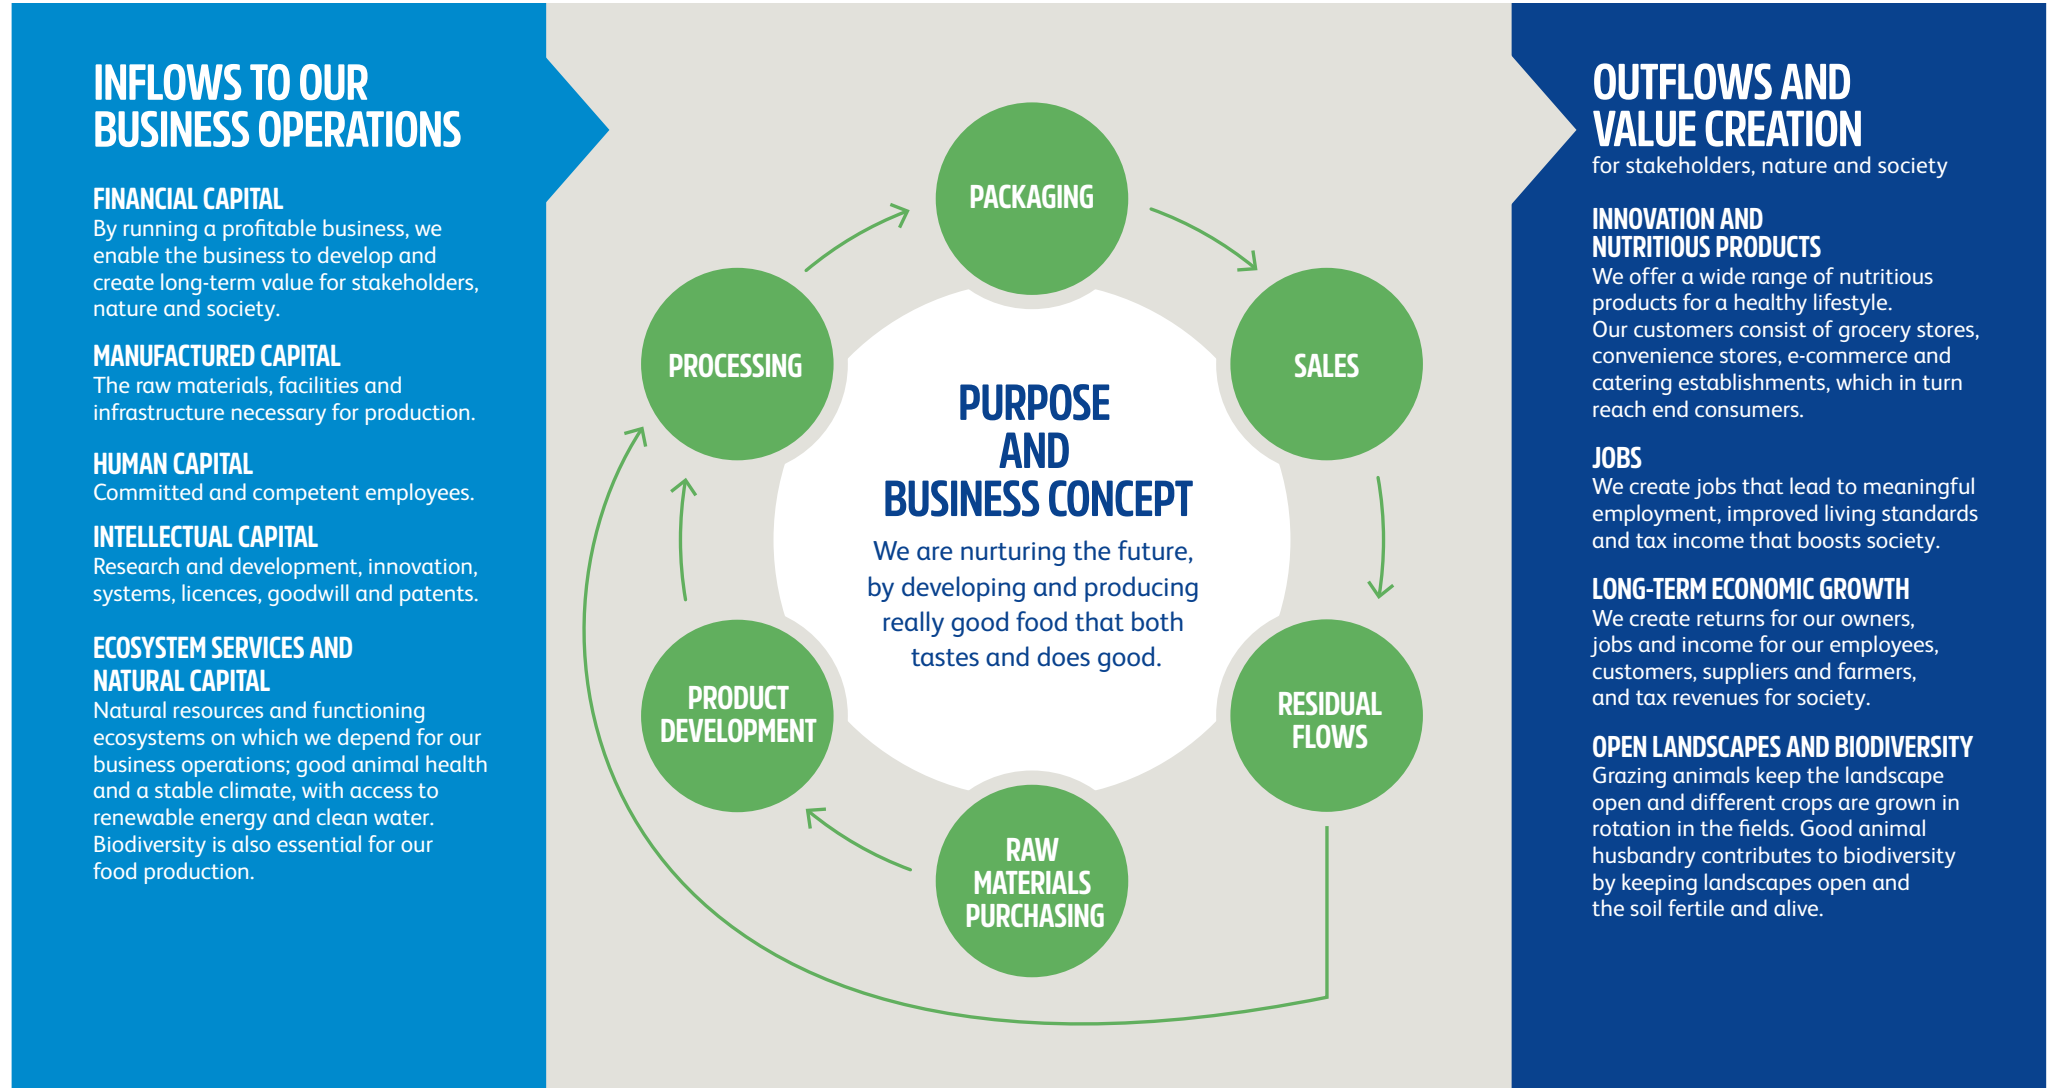 INFLOWS TO OUR
BUSINESS OPERATIONS
FINANCIAL CAPITAL
By running a profitable business, we
enable the business to develop and
create long-term value for stakeholders,
nature and society.
MANUFACTURED CAPITAL
The raw materials, facilities and
infrastructure necessary for production.
HUMAN CAPITAL
Committed and competent employees.
INTELLECTUAL CAPITAL
Research and development, innovation,
systems, licences, goodwill and patents.
ECOSYSTEM SERVICES AND
NATURAL CAPITAL
Natural resources and functioning
ecosystems on which we depend for our
business operations; good animal health
and a stable climate, with access to
renewable energy and clean water.
Biodiversity is also essential for our
food production.
PACKAGING
PROCESSING
SALES
PURPOSE
AND
BUSINESS CONCEPT
We are nurturing the future,
by developing and producing
really good food that both
tastes and does good.
PRODUCT
DEVELOPMENT
RESIDUAL
FLOWS
RAW
MATERIALS
PURCHASING
OUTFLOWS AND
VALUE CREATION
for stakeholders, nature and society
INNOVATION AND
NUTRITIOUS PRODUCTS
We offer a wide range of nutritious
products for a healthy lifestyle.
Our customers consist of grocery stores,
convenience stores, e-commerce and
catering establishments, which in turn
reach end consumers.
JOBS
We create jobs that lead to meaningful
employment, improved living standards
and tax income that boosts society.
LONG-TERM ECONOMIC GROWTH
We create returns for our owners,
jobs and income for our employees,
customers, suppliers and farmers,
and tax revenues for society.
OPEN LANDSCAPES AND BIODIVERSITY
Grazing animals keep the landscape
open and different crops are grown in
rotation in the fields. Good animal
husbandry contributes to biodiversity
by keeping landscapes open and
the soil fertile and alive.